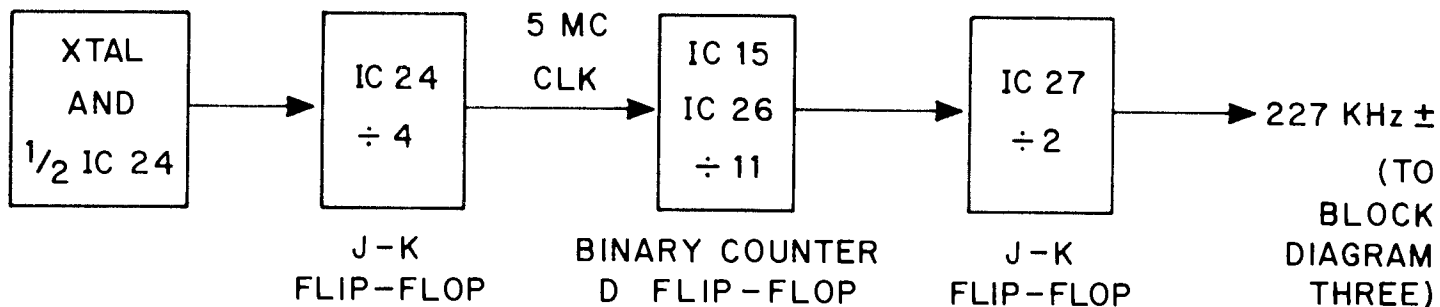 XTAL
AND
1/2 IC 24
IC 24
÷ 4
J-K
FLIP-FLOP
5 MC
CLK
IC 15
IC 26
÷ 11
BINARY COUNTER
D FLIP-FLOP
IC 27
÷ 2
J-K
FLIP-FLOP
227 KHz ±
(TO
BLOCK
DIAGRAM
THREE)